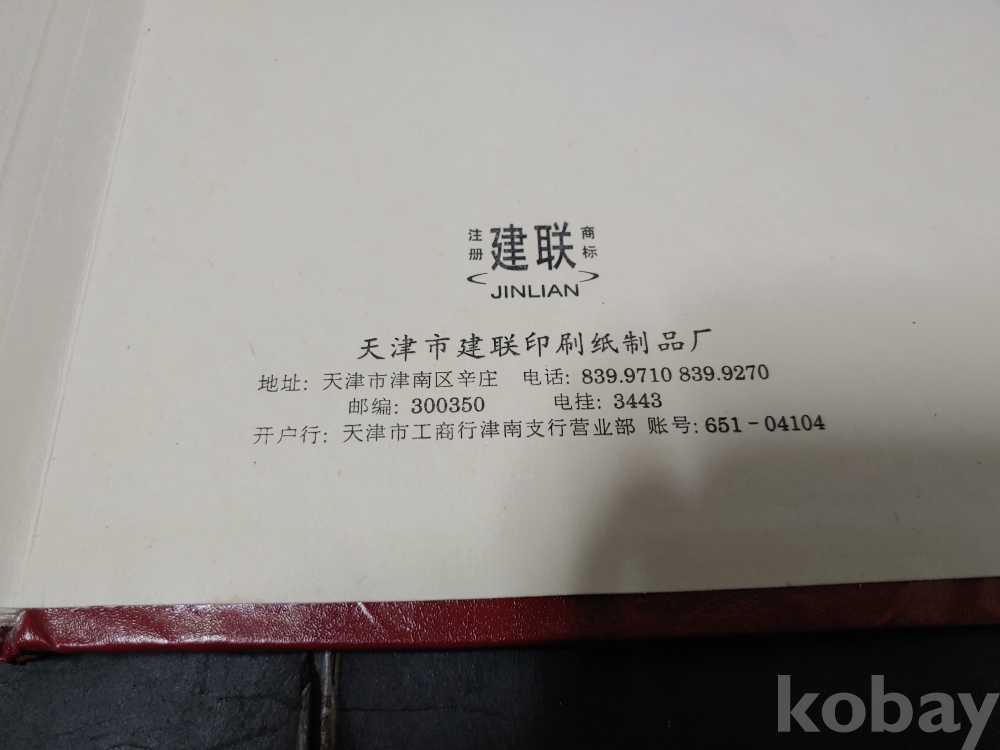 注册 建联 商标
JINLIAN
天津市建联印刷纸制品厂
地址: 天津市津南区辛庄 电话: 839.9710 839.9270
邮编: 300350 电挂: 3443
开户行: 天津市工商行津南支行营业部 账号: 651-04104
kobay